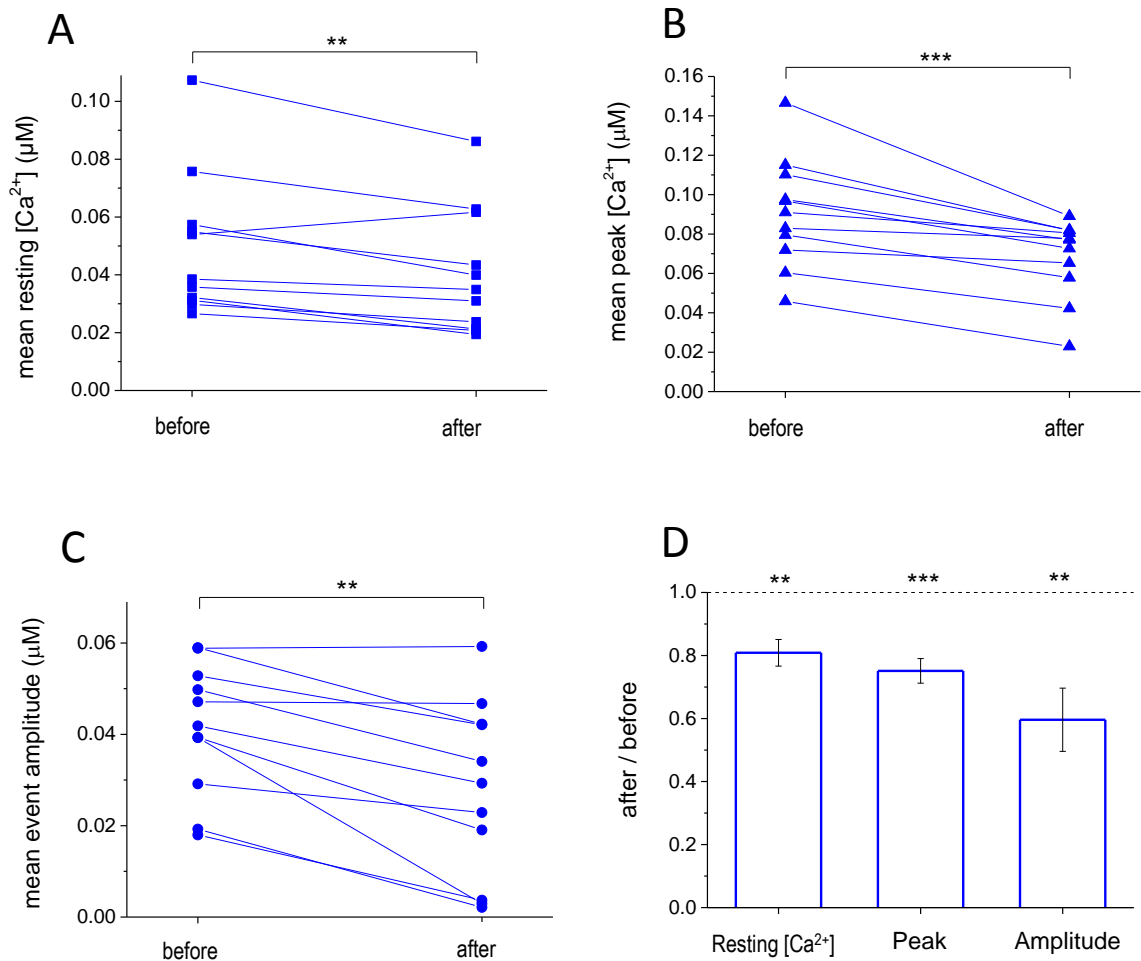 A
**
mean resting [Ca²⁺] (μM)
0.10
0.08
0.06
0.04
0.02
0.00
before
after
B
***
mean peak [Ca²⁺] (μM)
0.16
0.14
0.12
0.10
0.08
0.06
0.04
0.02
0.00
before
after
C
**
mean event amplitude (μM)
0.06
0.04
0.02
0.00
before
after
D
** *** **
after / before
1.0
0.8
0.6
0.4
0.2
0.0
Resting [Ca²⁺] Peak Amplitude